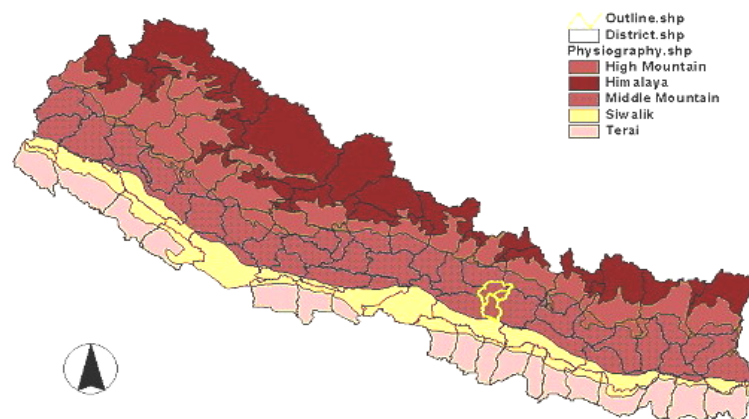 Outline.shp
District.shp
Physiography.shp
High Mountain
Himalaya
Middle Mountain
Siwalik
Terai